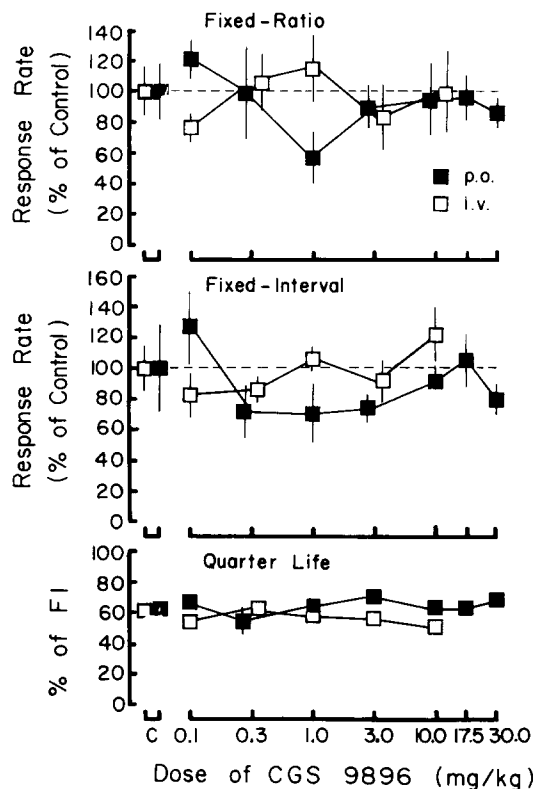 Fixed-Ratio
Response Rate
(% of Control)
140
120
100
80
60
40
20
0
p.o.
i.v.
Fixed-Interval
Response Rate
(% of Control)
160
140
120
100
80
60
40
20
0
Quarter Life
% of FI
100
80
60
40
20
0
C 0.1 0.3 1.0 3.0 10.0 17.5 30.0
Dose of CGS 9896 (mg/kg)